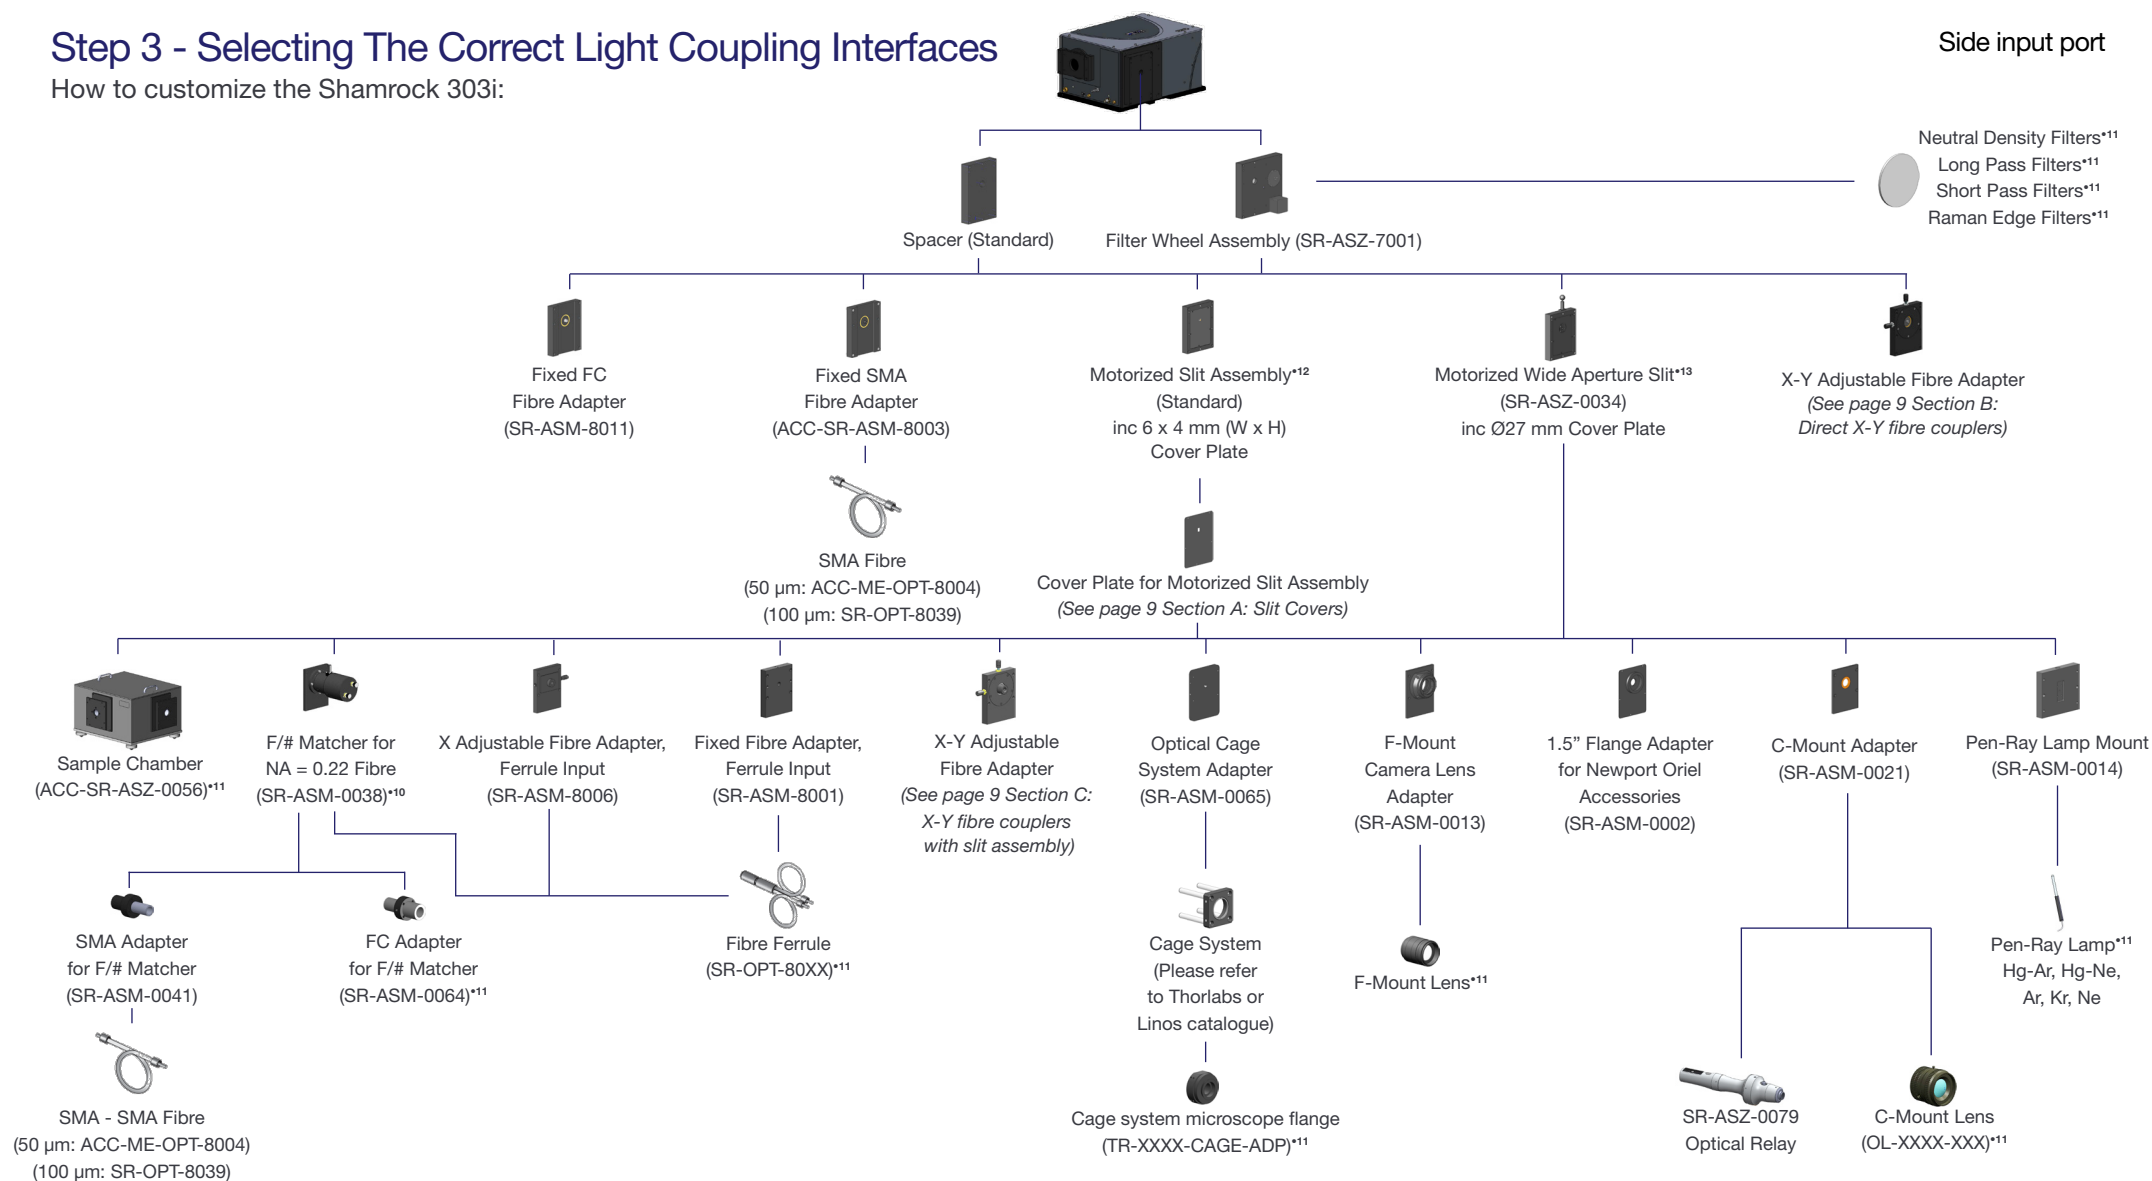 Step 3 - Selecting The Correct Light Coupling Interfaces
How to customize the Shamrock 303i:
Side input port
Neutral Density Filters•11
Long Pass Filters•11
Short Pass Filters•11
Raman Edge Filters•11
Spacer (Standard)
Filter Wheel Assembly (SR-ASZ-7001)
Fixed FC
Fibre Adapter
(SR-ASM-8011)
Fixed SMA
Fibre Adapter
(ACC-SR-ASM-8003)
Motorized Slit Assembly•12
(Standard)
inc 6 x 4 mm (W x H)
Cover Plate
Motorized Wide Aperture Slit•13
(SR-ASZ-0034)
inc Ø27 mm Cover Plate
X-Y Adjustable Fibre Adapter
(See page 9 Section B:
Direct X-Y fibre couplers)
SMA Fibre
(50 µm: ACC-ME-OPT-8004)
(100 µm: SR-OPT-8039)
Cover Plate for Motorized Slit Assembly
(See page 9 Section A: Slit Covers)
Sample Chamber
(ACC-SR-ASZ-0056)•11
F/# Matcher for
NA = 0.22 Fibre
(SR-ASM-0038)•10
X Adjustable Fibre Adapter,
Ferrule Input
(SR-ASM-8006)
Fixed Fibre Adapter,
Ferrule Input
(SR-ASM-8001)
X-Y Adjustable
Fibre Adapter
(See page 9 Section C:
X-Y fibre couplers
with slit assembly)
Optical Cage
System Adapter
(SR-ASM-0065)
F-Mount
Camera Lens
Adapter
(SR-ASM-0013)
1.5” Flange Adapter
for Newport Oriel
Accessories
(SR-ASM-0002)
C-Mount Adapter
(SR-ASM-0021)
Pen-Ray Lamp Mount
(SR-ASM-0014)
SMA Adapter
for F/# Matcher
(SR-ASM-0041)
FC Adapter
for F/# Matcher
(SR-ASM-0064)•11
Fibre Ferrule
(SR-OPT-80XX)•11
Cage System
(Please refer
to Thorlabs or
Linos catalogue)
F-Mount Lens•11
Pen-Ray Lamp•11
Hg-Ar, Hg-Ne,
Ar, Kr, Ne
SMA - SMA Fibre
(50 µm: ACC-ME-OPT-8004)
(100 µm: SR-OPT-8039)
Cage system microscope flange
(TR-XXXX-CAGE-ADP)•11
SR-ASZ-0079
Optical Relay
C-Mount Lens
(OL-XXXX-XXX)•11